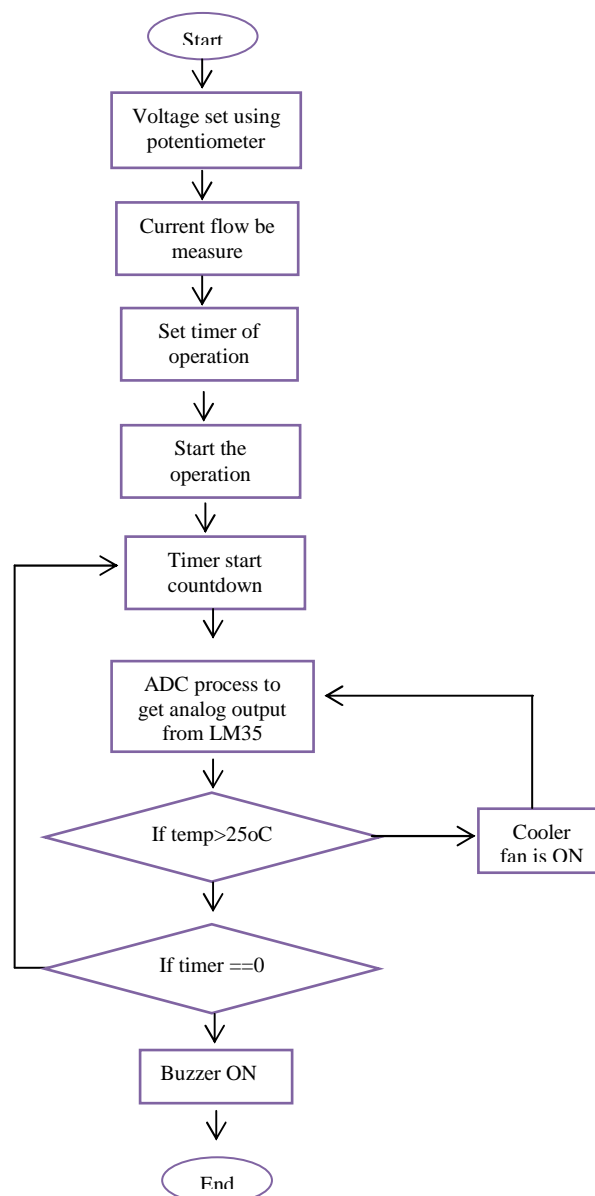 Start
Voltage set using
potentiometer
Current flow be
measure
Set timer of
operation
Start the
operation
Timer start
countdown
ADC process to
get analog output
from LM35
If temp>25oC
Cooler
fan is ON
If timer ==0
Buzzer ON
End